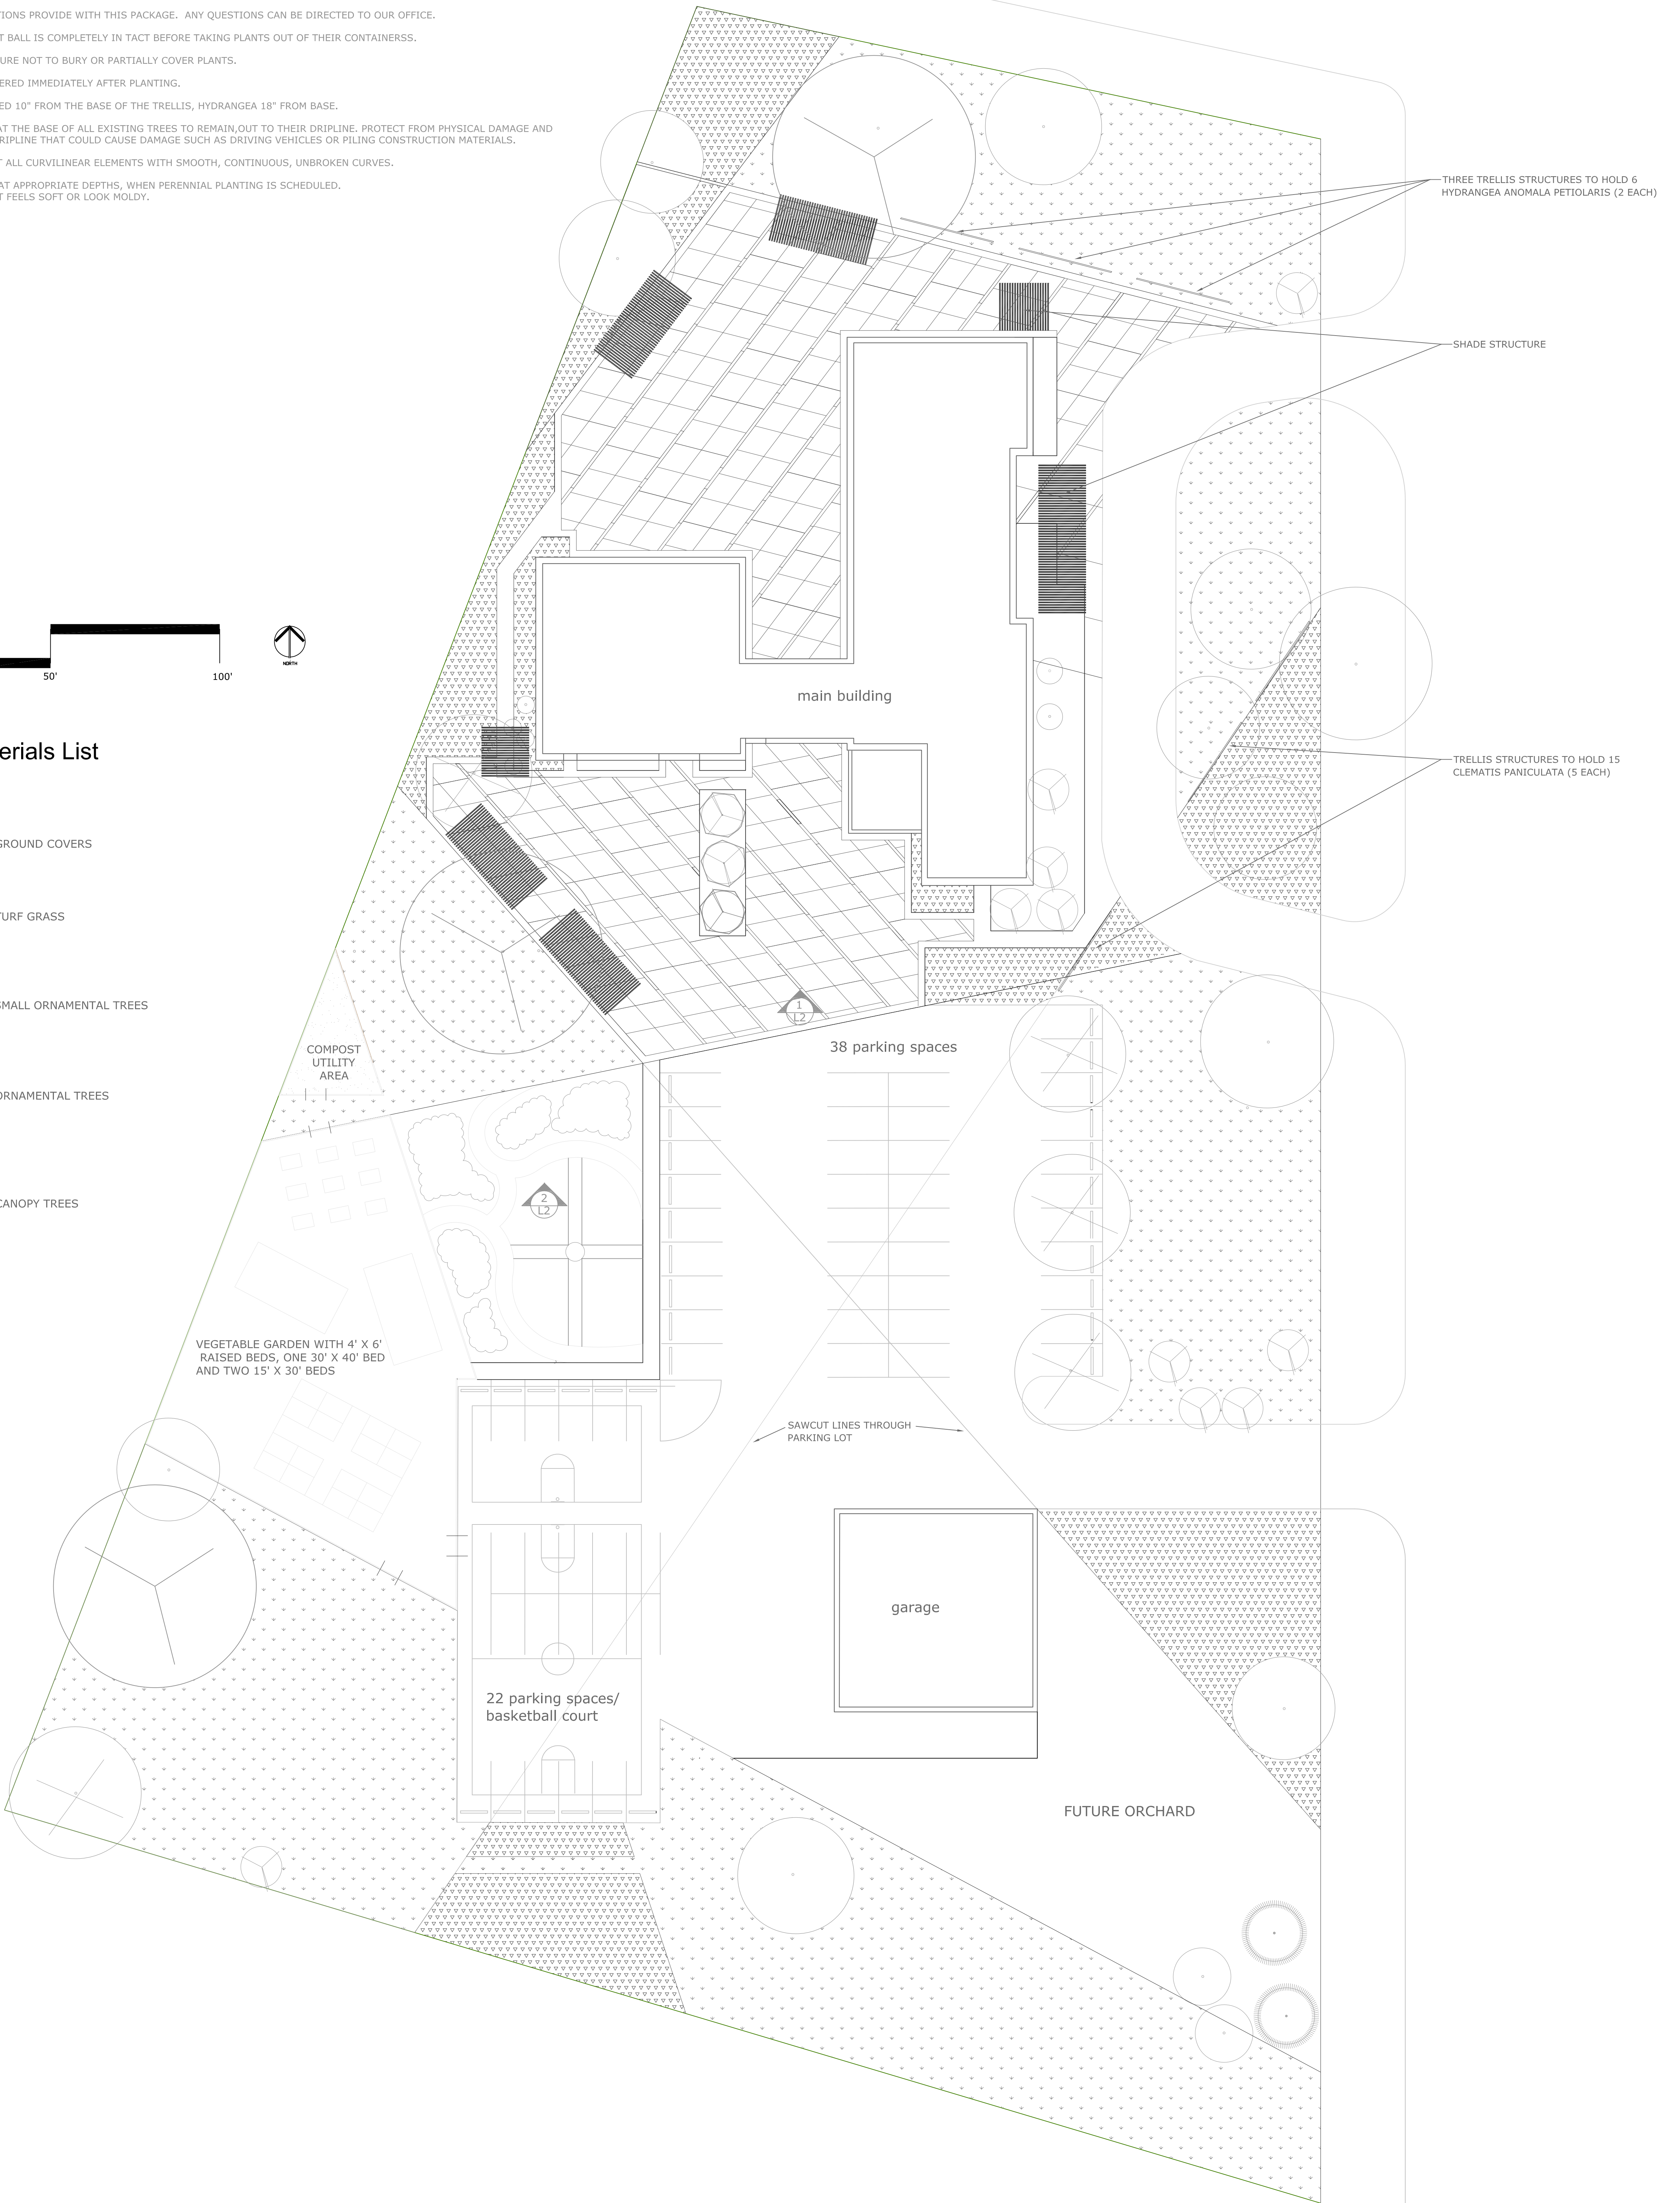 TIONS PROVIDE WITH THIS PACKAGE. ANY QUESTIONS CAN BE DIRECTED TO OUR OFFICE.
T BALL IS COMPLETELY IN TACT BEFORE TAKING PLANTS OUT OF THEIR CONTAINERSS.
URE NOT TO BURY OR PARTIALLY COVER PLANTS.
ERED IMMEDIATELY AFTER PLANTING.
ED 10" FROM THE BASE OF THE TRELLIS, HYDRANGEA 18" FROM BASE.
AT THE BASE OF ALL EXISTING TREES TO REMAIN,OUT TO THEIR DRIPLINE. PROTECT FROM PHYSICAL DAMAGE AND
RIPLINE THAT COULD CAUSE DAMAGE SUCH AS DRIVING VEHICLES OR PILING CONSTRUCTION MATERIALS.
T ALL CURVILINEAR ELEMENTS WITH SMOOTH, CONTINUOUS, UNBROKEN CURVES.
AT APPROPRIATE DEPTHS, WHEN PERENNIAL PLANTING IS SCHEDULED.
T FEELS SOFT OR LOOK MOLDY.
THREE TRELLIS STRUCTURES TO HOLD 6
HYDRANGEA ANOMALA PETIOLARIS (2 EACH)
SHADE STRUCTURE
50'
100'
NORTH
main building
erials List
TRELLIS STRUCTURES TO HOLD 15
CLEMATIS PANICULATA (5 EACH)
GROUND COVERS
TURF GRASS
SMALL ORNAMENTAL TREES
ORNAMENTAL TREES
CANOPY TREES
1
L2
38 parking spaces
COMPOST
UTILITY
AREA
2
L2
VEGETABLE GARDEN WITH 4' X 6'
RAISED BEDS, ONE 30' X 40' BED
AND TWO 15' X 30' BEDS
SAWCUT LINES THROUGH
PARKING LOT
garage
22 parking spaces/
basketball court
FUTURE ORCHARD